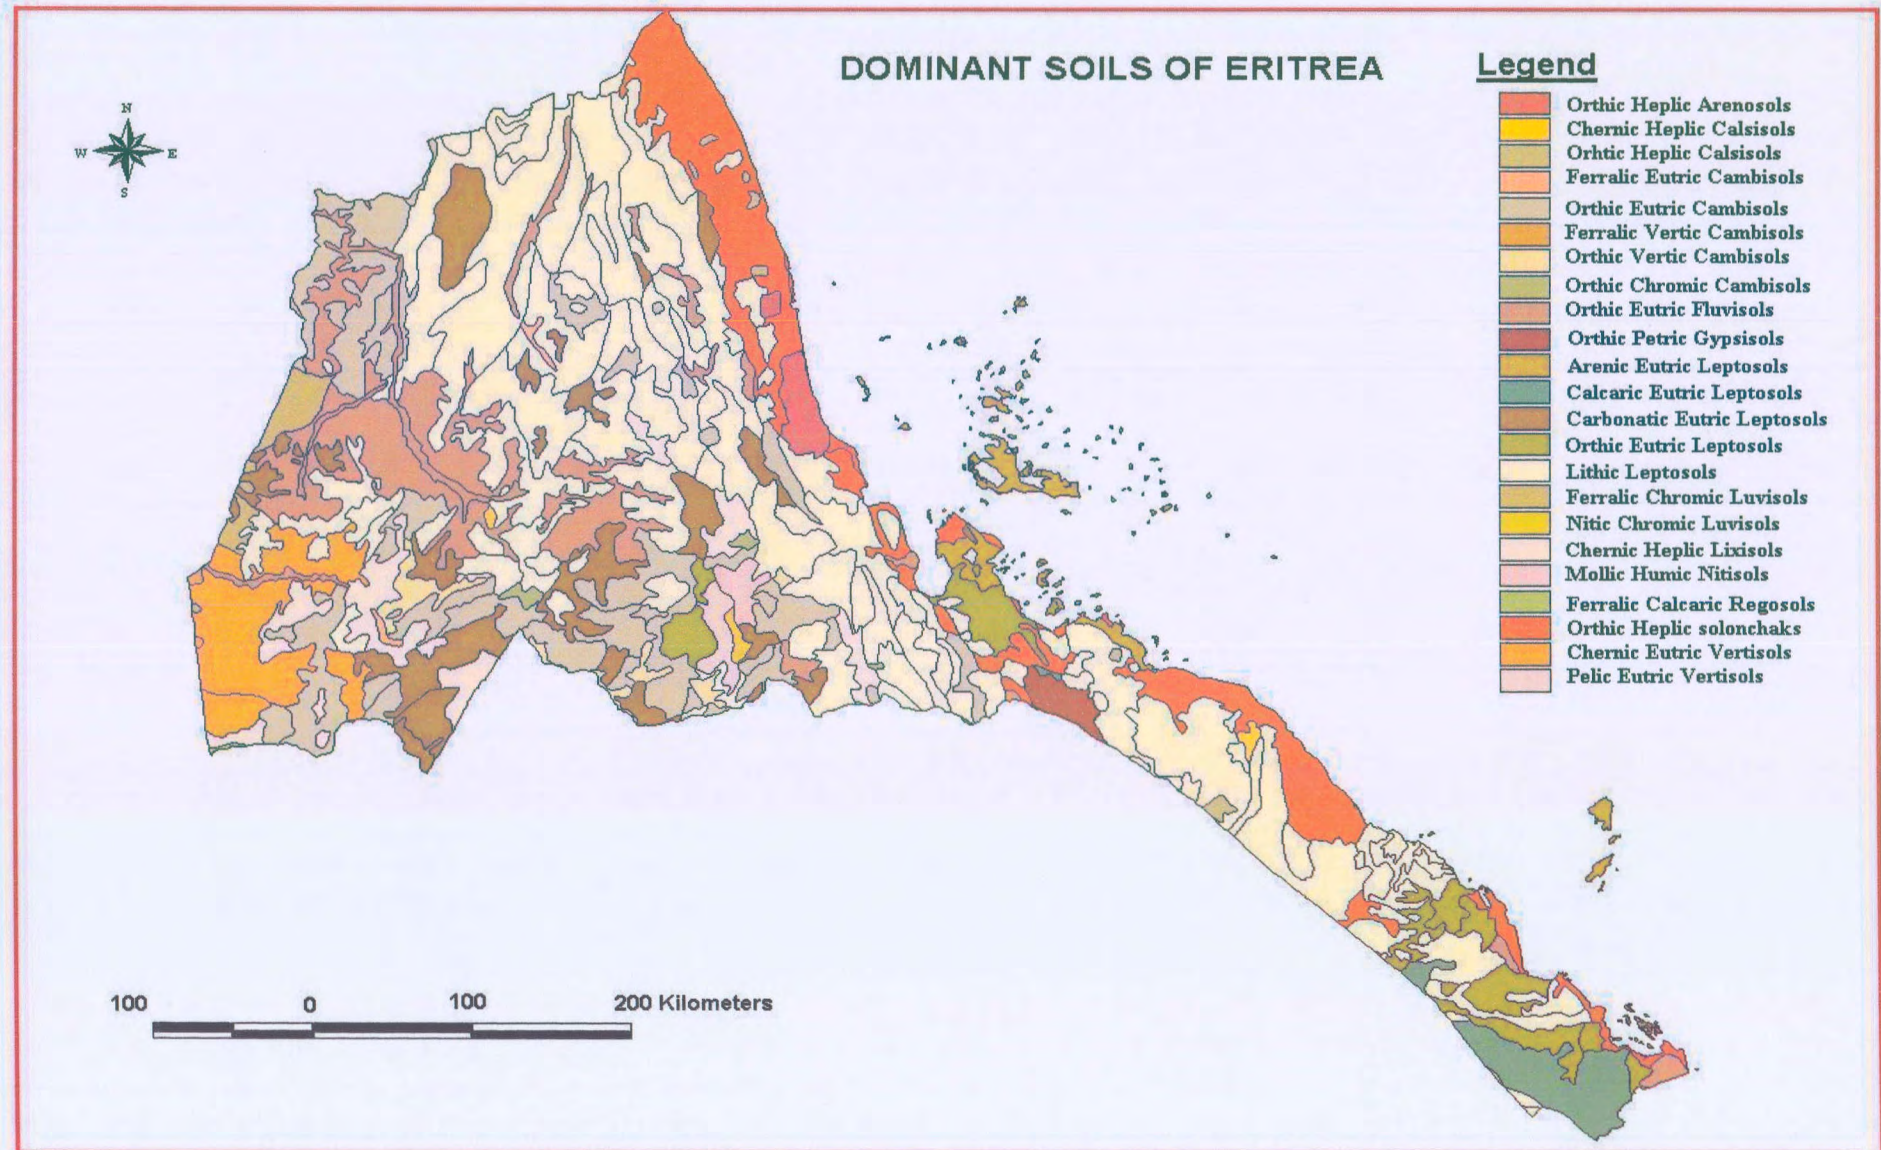 DOMINANT SOILS OF ERITREA
Legend
Orthic Heplic Arenosols
Chernic Heplic Calsisols
Orhtic Heplic Calsisols
Ferralic Eutric Cambisols
Orthic Eutric Cambisols
Ferralic Vertic Cambisols
Orthic Vertic Cambisols
Orthic Chromic Cambisols
Orthic Eutric Fluvisols
Orthic Petric Gypsisols
Arenic Eutric Leptosols
Calcaric Eutric Leptosols
Carbonatic Eutric Leptosols
Orthic Eutric Leptosols
Lithic Leptosols
Ferralic Chromic Luvisols
Nitic Chromic Luvisols
Chernic Heplic Lixisols
Mollic Humic Nitisols
Ferralic Calcaric Regosols
Orthic Heplic solonchaks
Chernic Eutric Vertisols
Pelic Eutric Vertisols
N
W E
S
100 0 100 200 Kilometers